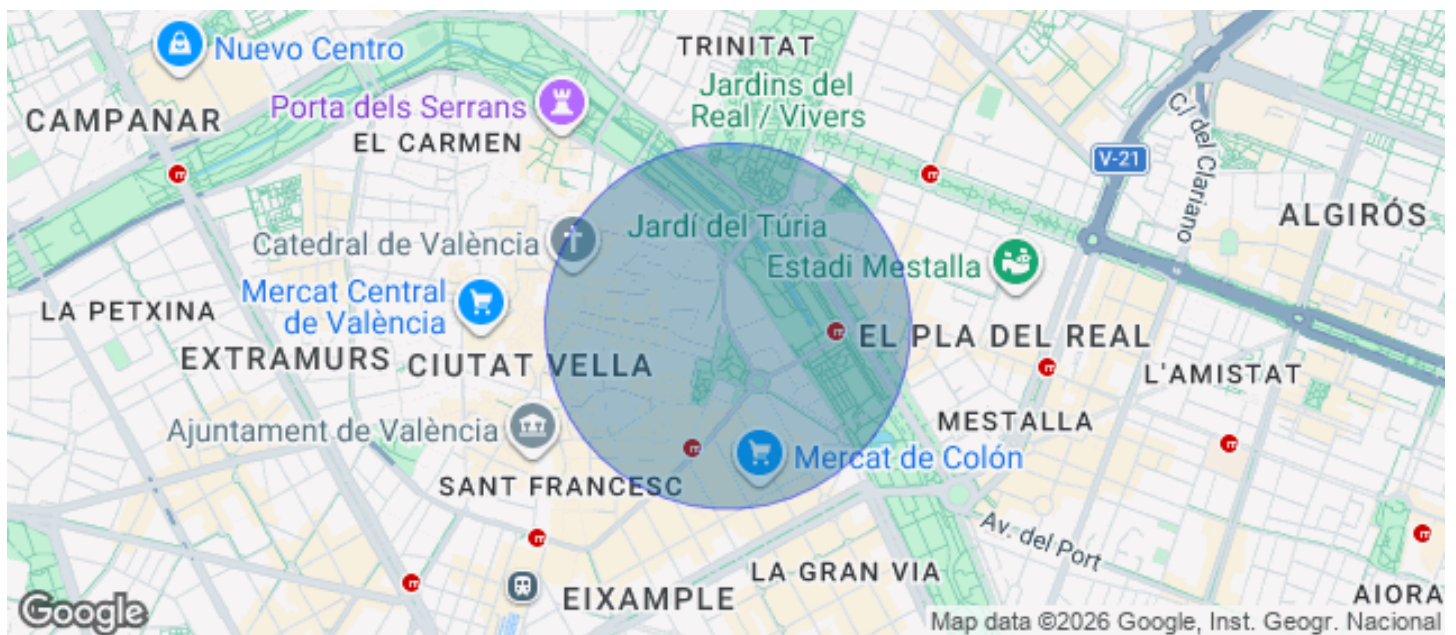 TRINITAT
Nuevo Centro
Jardins del
Real / Vivers
Porta dels Serrans
CAMPANAR
EL CARMEN
C/ del Clariano
V-21
ALGIRÓS
Jardí del Túria
Catedral de València
Estadi Mestalla
Mercat Central
de València
LA PETXINA
EL PLA DEL REAL
EXTRAMURS
CIUTAT VELLA
L'AMISTAT
MESTALLA
Ajuntament de València
Mercat de Colón
SANT FRANCESC
Av. del Port
LA GRAN VIA
EIXAMPLE
AIORA
Google
Map data ©2026 Google, Inst. Geogr. Nacional